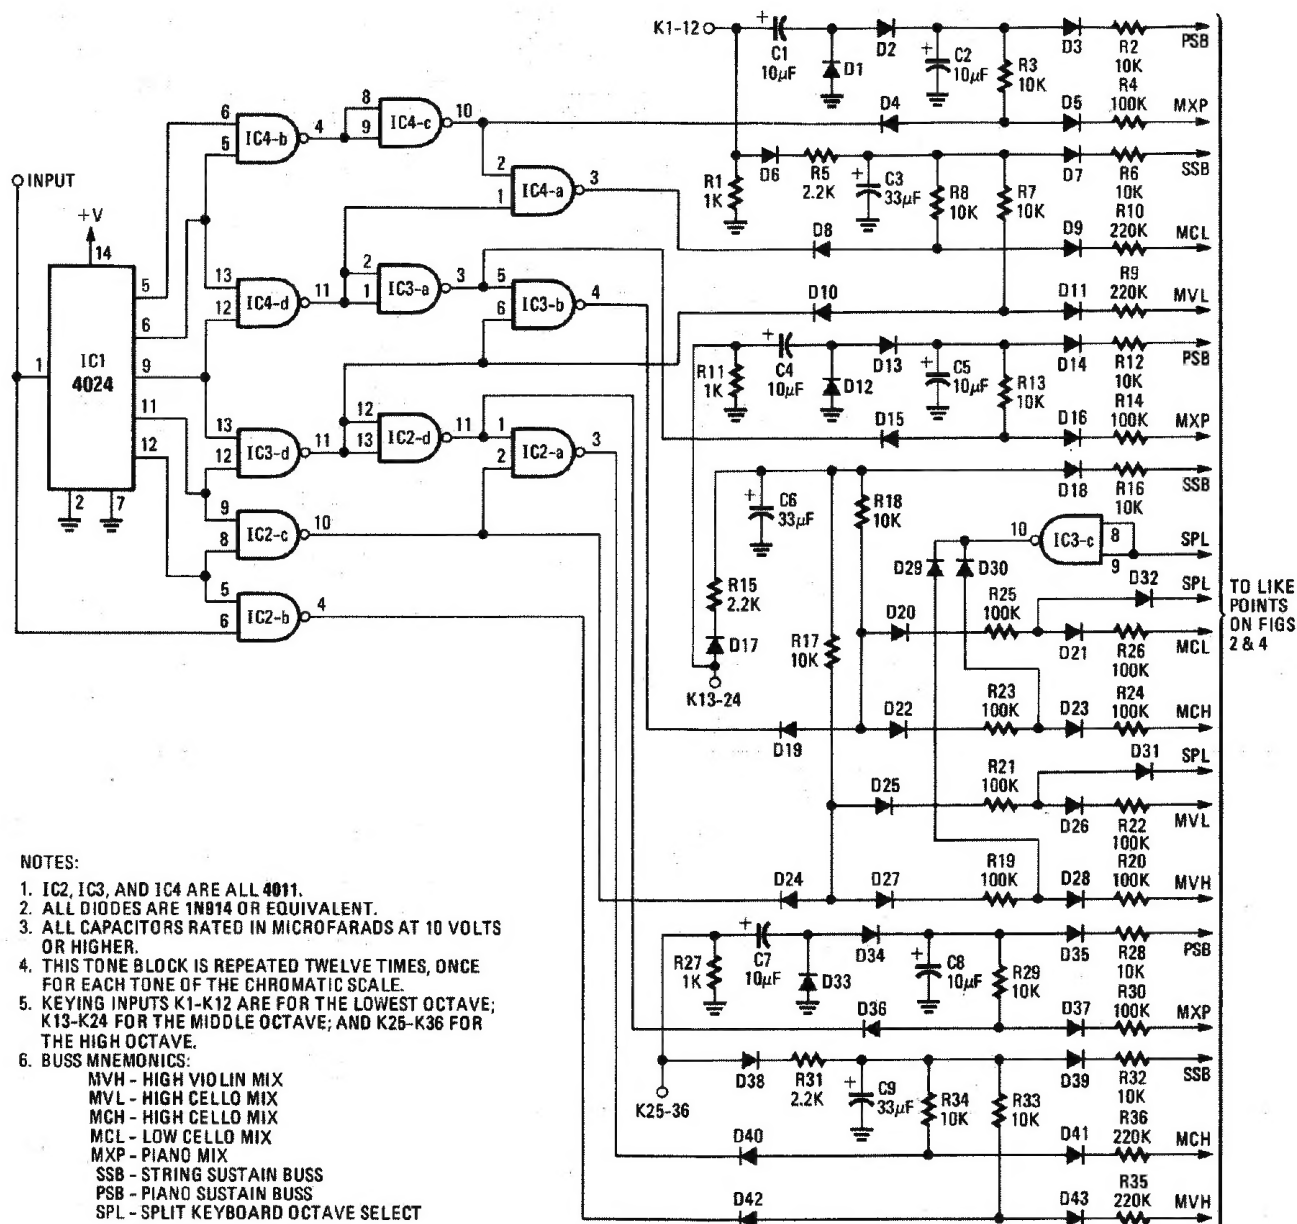 K1-12
+
C1
10μF
D1
D2
+
C2
10μF
R3
10K
D3
R2
10K
PSB
R4
100K
D4
D5
MXP
6
5
IC4-b
4
8
9
IC4-c
10
2
1
IC4-a
3
R1
1K
D6
R5
2.2K
+
C3
33μF
R8
10K
R7
10K
D7
R6
10K
SSB
R10
220K
D8
D9
MCL
R9
220K
D10
D11
MVL
INPUT
+V
14
1
IC1
4024
5
6
9
11
12
2
7
13
12
IC4-d
11
2
1
IC3-a
3
5
6
IC3-b
4
13
12
IC3-d
11
12
13
IC2-d
11
1
2
IC2-a
3
9
8
IC2-c
10
5
6
IC2-b
4
R11
1K
+
C4
10μF
D12
D13
+
C5
10μF
R13
10K
D14
R12
10K
PSB
R14
100K
D15
D16
MXP
+
C6
33μF
R18
10K
D18
R16
10K
SSB
R15
2.2K
D17
K13-24
R17
10K
10
IC3-c
8
9
SPL
D29
D30
D32
SPL
D20
R25
100K
D21
R26
100K
MCL
D19
D22
R23
100K
D23
R24
100K
MCH
D31
SPL
D25
R21
100K
D26
R22
100K
MVL
D24
D27
R19
100K
D28
R20
100K
MVH
TO LIKE
POINTS
ON FIGS
2 & 4
R27
1K
+
C7
10μF
D33
D34
+
C8
10μF
R29
10K
D35
R28
10K
PSB
R30
100K
D36
D37
MXP
K25-36
D38
R31
2.2K
+
C9
33μF
R34
10K
R33
10K
D39
R32
10K
SSB
R36
220K
D40
D41
MCH
R35
220K
D42
D43
MVH
NOTES:
1. IC2, IC3, AND IC4 ARE ALL 4011.
2. ALL DIODES ARE 1N914 OR EQUIVALENT.
3. ALL CAPACITORS RATED IN MICROFARADS AT 10 VOLTS
OR HIGHER.
4. THIS TONE BLOCK IS REPEATED TWELVE TIMES, ONCE
FOR EACH TONE OF THE CHROMATIC SCALE.
5. KEYING INPUTS K1-K12 ARE FOR THE LOWEST OCTAVE;
K13-K24 FOR THE MIDDLE OCTAVE; AND K25-K36 FOR
THE HIGH OCTAVE.
6. BUSS MNEMONICS:
MVH - HIGH VIOLIN MIX
MVL - HIGH CELLO MIX
MCH - HIGH CELLO MIX
MCL - LOW CELLO MIX
MXP - PIANO MIX
SSB - STRING SUSTAIN BUSS
PSB - PIANO SUSTAIN BUSS
SPL - SPLIT KEYBOARD OCTAVE SELECT